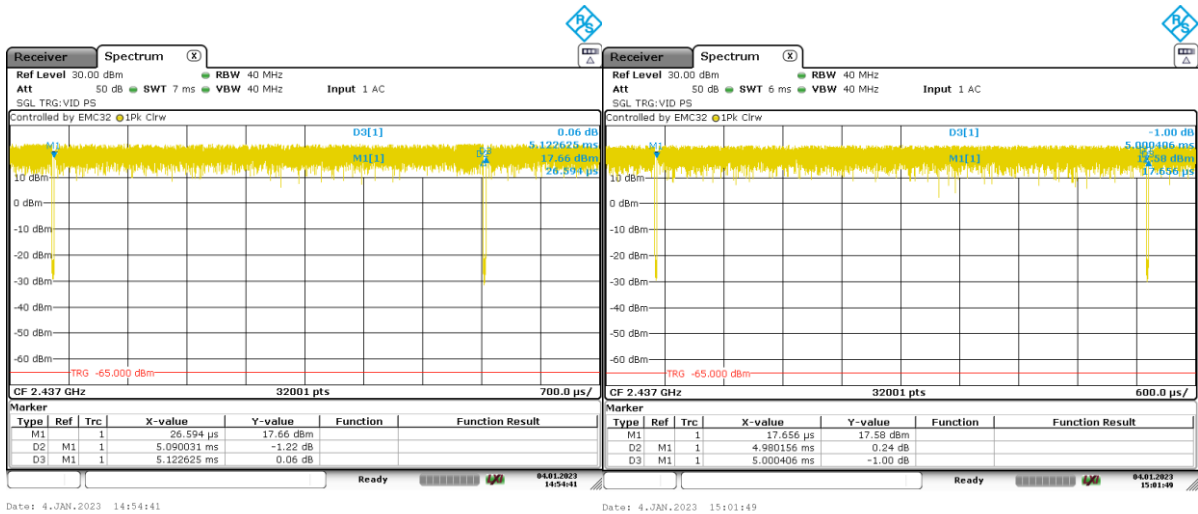 R&S
Receiver Spectrum X
Ref Level 30.00 dBm RBW 40 MHz
Att 50 dB SWT 7 ms VBW 40 MHz Input 1 AC
SGL TRG:VID PS
Controlled by EMC32 1Pk Clrw
D3[1] 0.06 dB
5.122625 ms
M1[1] 17.66 dBm
26.594 µs
M1
10 dBm
0 dBm
-10 dBm
-20 dBm
-30 dBm
-40 dBm
-50 dBm
-60 dBm
TRG -65.000 dBm
CF 2.437 GHz 32001 pts 700.0 µs/
Marker
Type Ref Trc X-value Y-value Function Function Result
M1 1 26.594 µs 17.66 dBm
D2 M1 1 5.090031 ms -1.22 dB
D3 M1 1 5.122625 ms 0.06 dB
Ready 04.01.2023
14:54:41
Date: 4.JAN.2023 14:54:41
R&S
Receiver Spectrum X
Ref Level 30.00 dBm RBW 40 MHz
Att 50 dB SWT 6 ms VBW 40 MHz Input 1 AC
SGL TRG:VID PS
Controlled by EMC32 1Pk Clrw
D3[1] -1.00 dB
5.000406 ms
M1[1] 17.58 dBm
17.656 µs
M1
10 dBm
0 dBm
-10 dBm
-20 dBm
-30 dBm
-40 dBm
-50 dBm
-60 dBm
TRG -65.000 dBm
CF 2.437 GHz 32001 pts 600.0 µs/
Marker
Type Ref Trc X-value Y-value Function Function Result
M1 1 17.656 µs 17.58 dBm
D2 M1 1 4.980156 ms 0.24 dB
D3 M1 1 5.000406 ms -1.00 dB
Ready 04.01.2023
15:01:49
Date: 4.JAN.2023 15:01:49